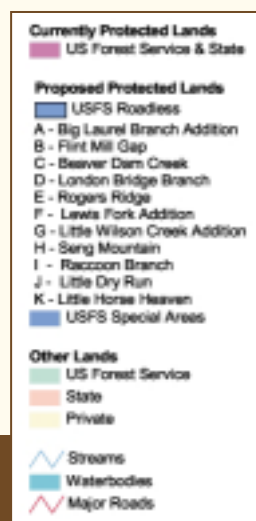 Currently Protected Lands
US Forest Service & State
Proposed Protected Lands
USFS Roadless
A - Big Laurel Branch Addition
B - Flint Mill Gap
C - Beaver Dam Creek
D - London Bridge Branch
E - Rogers Ridge
F - Lewis Fork Addition
G - Little Wilson Creek Addition
H - Seng Mountain
I - Raccoon Branch
J - Little Dry Run
K - Little Horse Heaven
USFS Special Areas
Other Lands
US Forest Service
State
Private
Streams
Waterbodies
Major Roads